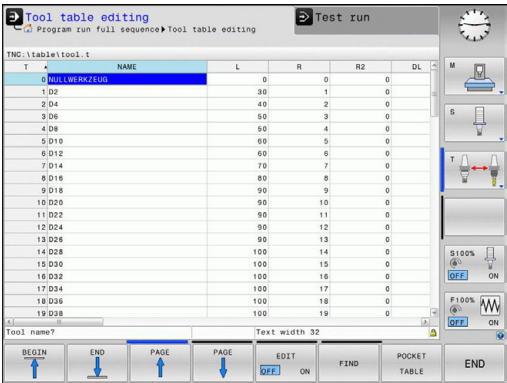 Tool table editing
Program run full sequence▸Tool table editing
Test run
TNC:\table\tool.t
T NAME L R R2 DL
0 NULLWERKZEUG 0 0 0
1 D2 30 1 0
2 D4 40 2 0
3 D6 50 3 0
4 D8 50 4 0
5 D10 60 5 0
6 D12 60 6 0
7 D14 70 7 0
8 D16 80 8 0
9 D18 90 9 0
10 D20 90 10 0
11 D22 90 11 0
12 D24 90 12 0
13 D26 90 13 0
14 D28 100 14 0
15 D30 100 15 0
16 D32 100 16 0
17 D34 100 17 0
18 D36 100 18 0
19 D38 100 19 0
Tool name? Text width 32
M
S
T
S100%
OFF ON
F100%
OFF ON
BEGIN
END
PAGE
PAGE
EDIT
OFF ON
FIND
POCKET
TABLE
END